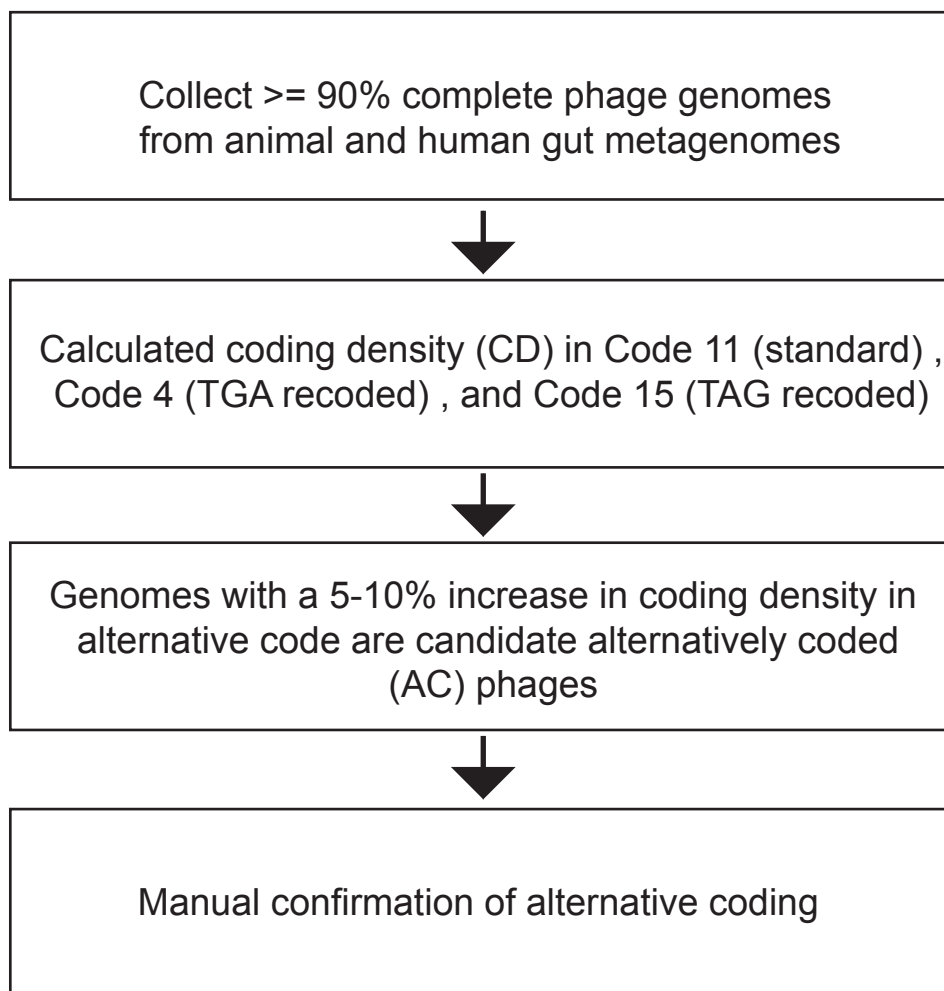 Collect >= 90% complete phage genomes
from animal and human gut metagenomes
Calculated coding density (CD) in Code 11 (standard) ,
Code 4 (TGA recoded) , and Code 15 (TAG recoded)
Genomes with a 5-10% increase in coding density in
alternative code are candidate alternatively coded
(AC) phages
Manual confirmation of alternative coding